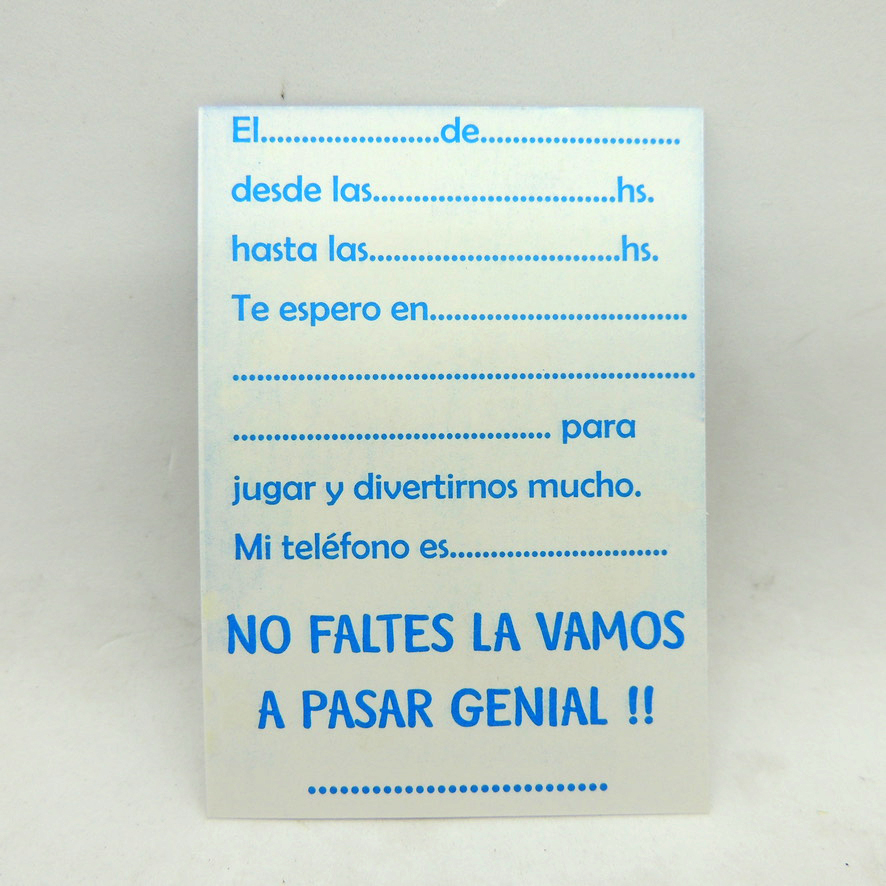 El......................de.........................
desde las..............................hs.
hasta las...............................hs.
Te espero en................................
.........................................................
....................................... para
jugar y divertirnos mucho.
Mi teléfono es...........................
NO FALTES LA VAMOS
A PASAR GENIAL !!
............................